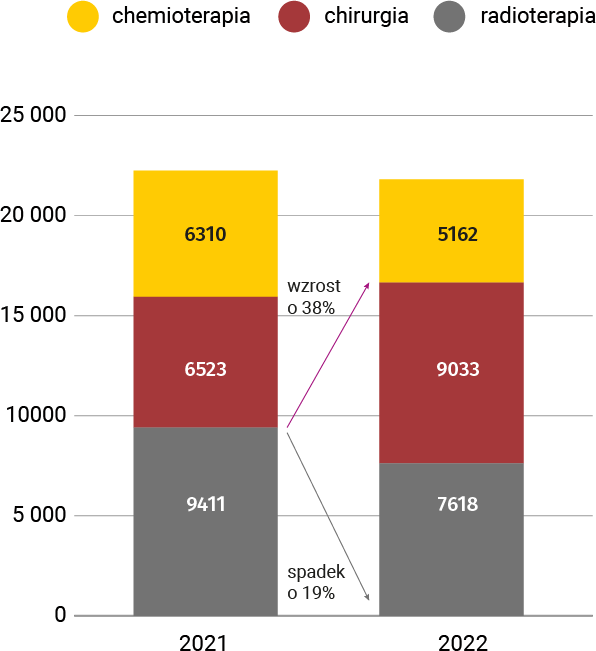 chemioterapia chirurgia radioterapia
25 000
20 000
6310 5162
wzrost
o 38%
15 000
6523 9033
10000
9411 7618
5 000
spadek
o 19%
0
2021 2022